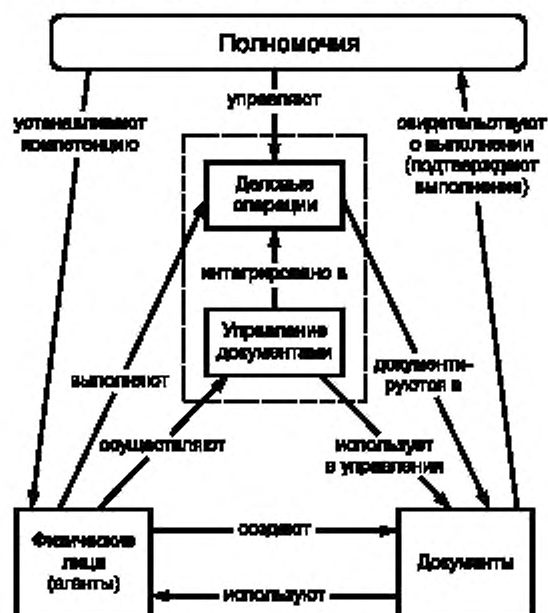 Полномочия
управляют
устанавливают
компетенцию
свидетельствуют
о выполнении
(подтверждают
выполнение)
Деловые
операции
интегрировано в
Управление
документами
выполняют
документи-
руются в
осуществляют
использует
в управлении
Физические
лица
(агенты)
создают
Документы
используют